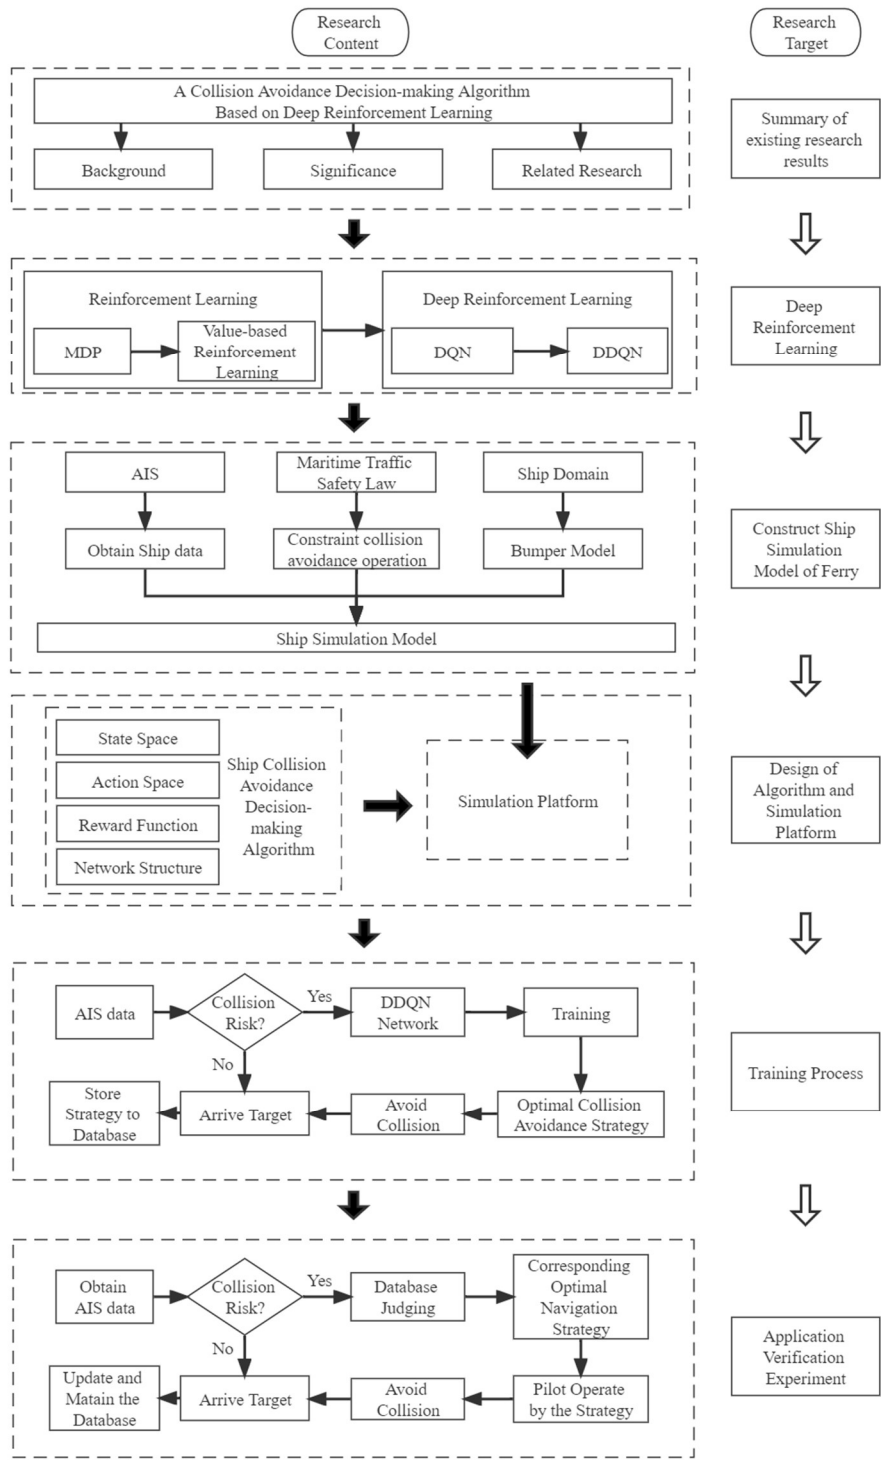 Research
Content
Research
Target
A Collision Avoidance Decision-making Algorithm
Based on Deep Reinforcement Learning
Background
Significance
Related Research
Summary of
existing research
results
Reinforcement Learning
MDP
Value-based
Reinforcement
Learning
Deep Reinforcement Learning
DQN
DDQN
Deep
Reinforcement
Learning
AIS
Maritime Traffic
Safety Law
Ship Domain
Obtain Ship data
Constraint collision
avoidance operation
Bumper Model
Ship Simulation Model
Construct Ship
Simulation
Model of Ferry
State Space
Action Space
Reward Function
Network Structure
Ship Collision
Avoidance
Decision-
making
Algorithm
Simulation Platform
Design of
Algorithm and
Simulation
Platform
AIS data
Collision
Risk?
Yes
No
DDQN
Network
Training
Store
Strategy to
Database
Arrive Target
Avoid
Collision
Optimal Collision
Avoidance Strategy
Training Process
Obtain
AIS data
Collision
Risk?
Yes
No
Database
Judging
Corresponding
Optimal
Navigation
Strategy
Update and
Matain the
Database
Arrive Target
Avoid
Collision
Pilot Operate
by the Strategy
Application
Verification
Experiment